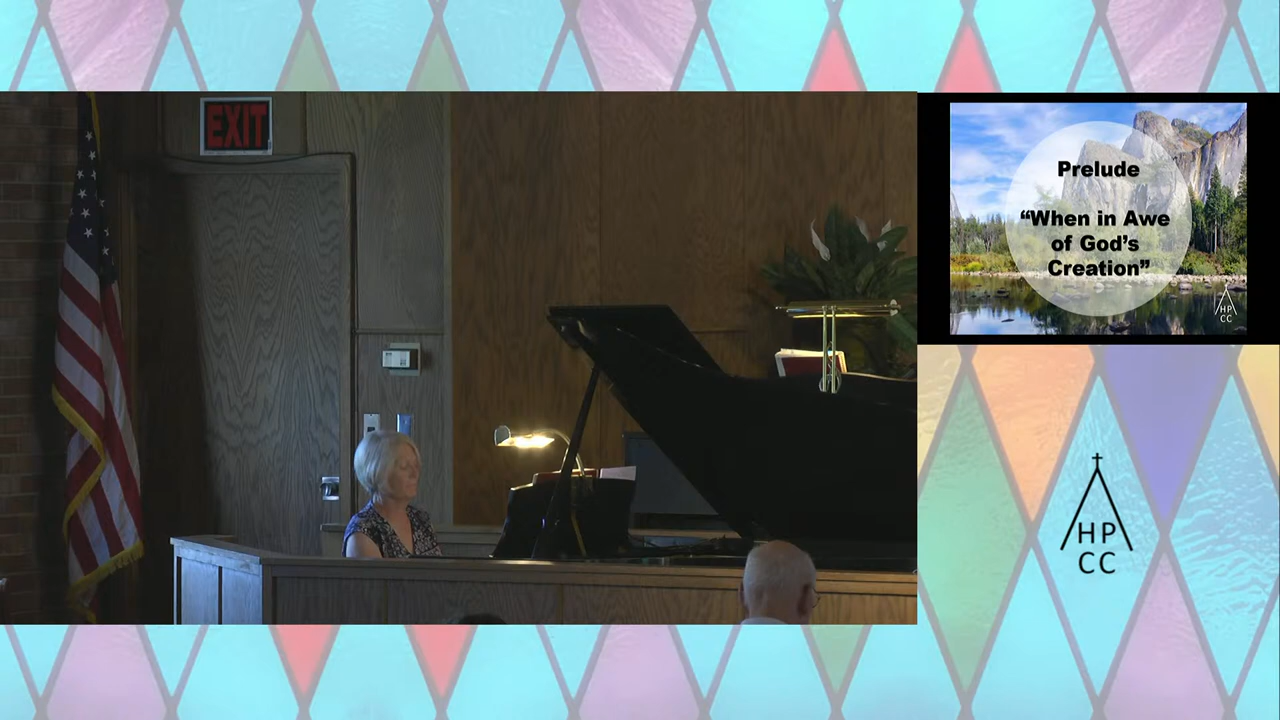 EXIT
Prelude
“When in Awe
of God’s
Creation”
HP
CC
HP
CC